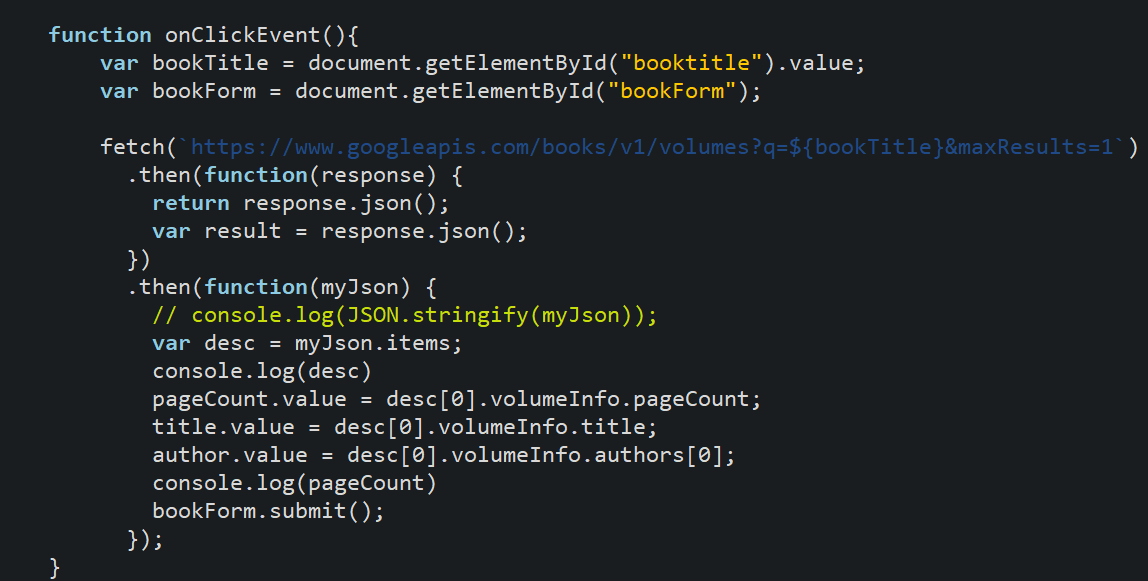 function onClickEvent(){
    var bookTitle = document.getElementById("booktitle").value;
    var bookForm = document.getElementById("bookForm");

    fetch(`https://www.googleapis.com/books/v1/volumes?q=${bookTitle}&maxResults=1`)
      .then(function(response) {
        return response.json();
        var result = response.json();
      })
      .then(function(myJson) {
        // console.log(JSON.stringify(myJson));
        var desc = myJson.items;
        console.log(desc)
        pageCount.value = desc[0].volumeInfo.pageCount;
        title.value = desc[0].volumeInfo.title;
        author.value = desc[0].volumeInfo.authors[0];
        console.log(pageCount)
        bookForm.submit();
      });
}